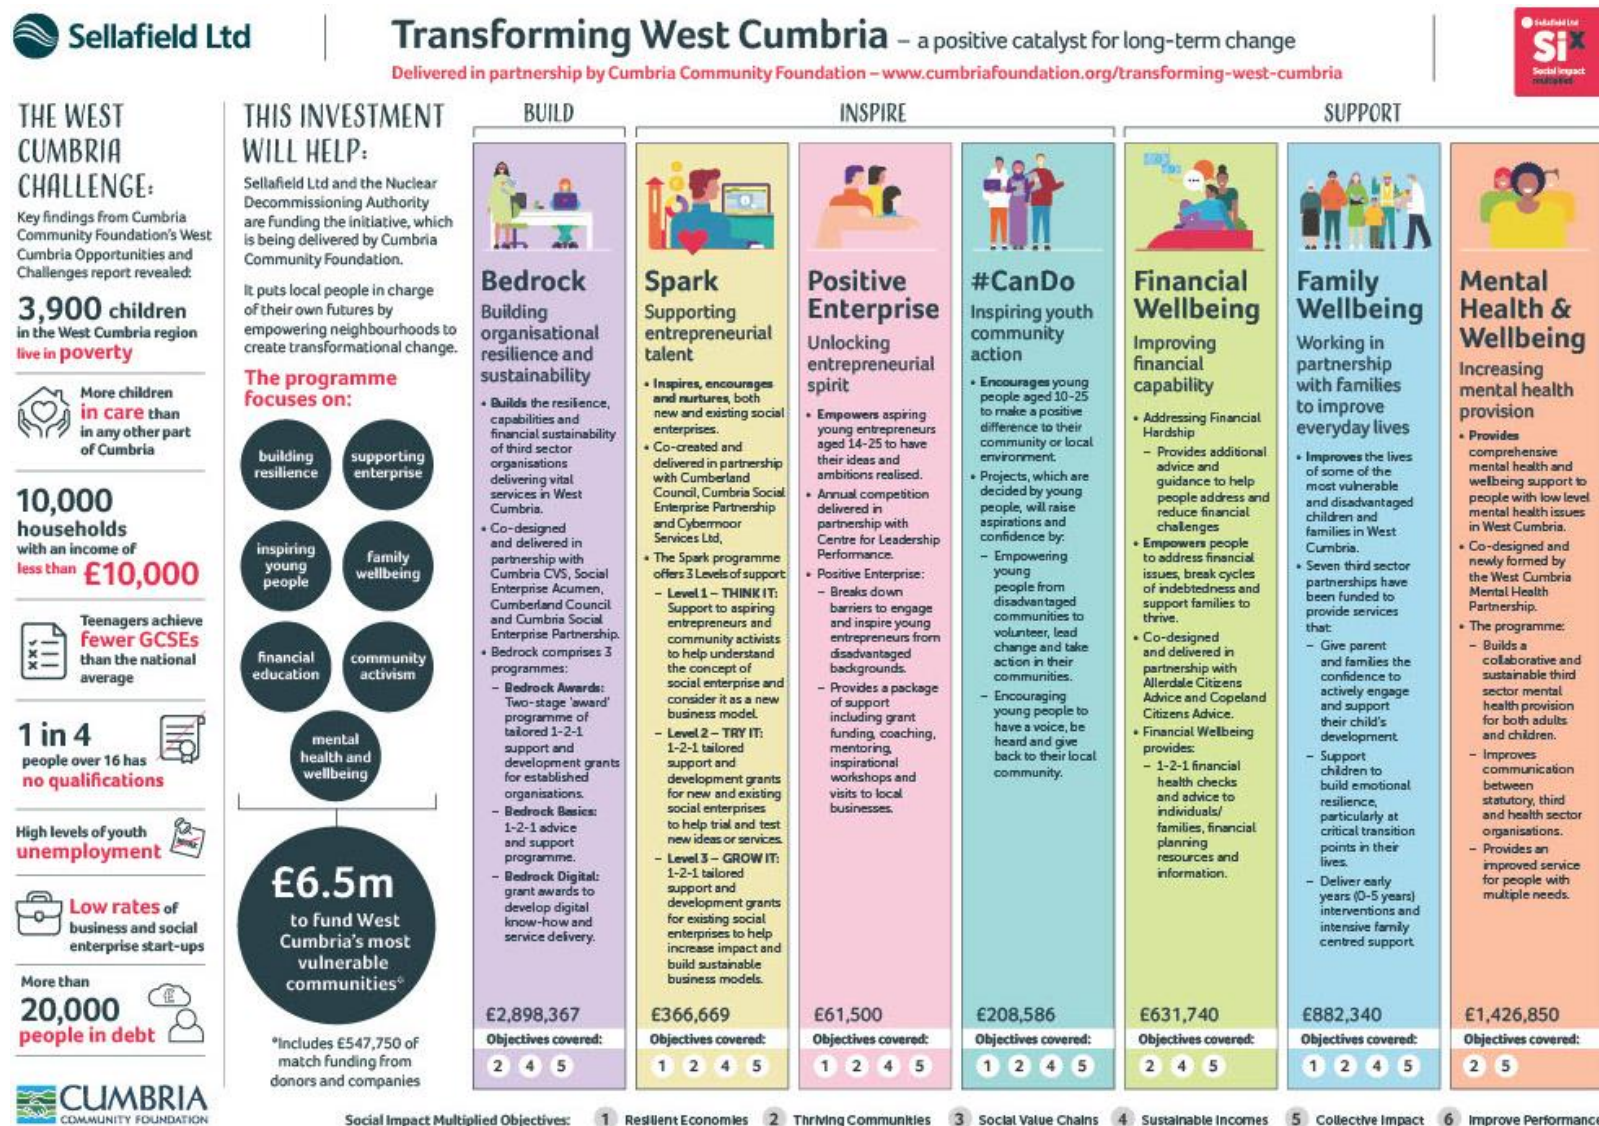 Sellafield Ltd
Transforming West Cumbria – a positive catalyst for long-term change
Delivered in partnership by Cumbria Community Foundation – www.cumbriafoundation.org/transforming-west-cumbria
Sellafield Ltd
Six
Social Impact
multiplied
THE WEST
CUMBRIA
CHALLENGE:
Key findings from Cumbria
Community Foundation's West
Cumbria Opportunities and
Challenges report revealed:
3,900 children
in the West Cumbria region
live in poverty
More children
in care than
in any other part
of Cumbria
10,000
households
with an income of
less than £10,000
Teenagers achieve
fewer GCSEs
than the national
average
1 in 4
people over 16 has
no qualifications
High levels of youth
unemployment
Low rates of
business and social
enterprise start-ups
More than
20,000
people in debt
CUMBRIA
COMMUNITY FOUNDATION
THIS INVESTMENT
WILL HELP:
Sellafield Ltd and the Nuclear
Decommissioning Authority
are funding the initiative, which
is being delivered by Cumbria
Community Foundation.
It puts local people in charge
of their own futures by
empowering neighbourhoods to
create transformational change.
The programme
focuses on:
building
resilience
supporting
enterprise
inspiring
young
people
family
wellbeing
financial
education
community
activism
mental
health and
wellbeing
£6.5m
to fund West
Cumbria's most
vulnerable
communities*
*Includes £547,750 of
match funding from
donors and companies
BUILD
Bedrock
Building
organisational
resilience and
sustainability
• Builds the resilience,
capabilities and
financial sustainability
of third sector
organisations
delivering vital
services in West
Cumbria.
• Co-designed
and delivered in
partnership with
Cumbria CVS, Social
Enterprise Acumen,
Cumberland Council
and Cumbria Social
Enterprise Partnership.
• Bedrock comprises 3
programmes:
– Bedrock Awards:
Two-stage 'award'
programme of
tailored 1-2-1
support and
development grants
for established
organisations.
– Bedrock Basics:
1-2-1 advice
and support
programme.
– Bedrock Digital:
grant awards to
develop digital
know-how and
service delivery.
£2,898,367
Objectives covered:
2 4 5
INSPIRE
Spark
Supporting
entrepreneurial
talent
• Inspires, encourages
and nurtures, both
new and existing social
enterprises.
• Co-created and
delivered in partnership
with Cumberland
Council, Cumbria Social
Enterprise Partnership
and Cybermoor
Services Ltd,
• The Spark programme
offers 3 Levels of support
– Level 1 – THINK IT:
Support to aspiring
entrepreneurs and
community activists
to help understand
the concept of
social enterprise and
consider it as a new
business model.
– Level 2 – TRY IT:
1-2-1 tailored
support and
development grants
for new and existing
social enterprises
to help trial and test
new ideas or services.
– Level 3 – GROW IT:
1-2-1 tailored
support and
development grants
for existing social
enterprises to help
increase impact and
build sustainable
business models.
£366,669
Objectives covered:
1 2 4 5
Positive
Enterprise
Unlocking
entrepreneurial
spirit
• Empowers aspiring
young entrepreneurs
aged 14-25 to have
their ideas and
ambitions realised.
• Annual competition
delivered in
partnership with
Centre for Leadership
Performance.
• Positive Enterprise:
– Breaks down
barriers to engage
and inspire young
entrepreneurs from
disadvantaged
backgrounds.
– Provides a package
of support
including grant
funding, coaching,
mentoring,
inspirational
workshops and
visits to local
businesses.
£61,500
Objectives covered:
1 2 4 5
#CanDo
Inspiring youth
community
action
• Encourages young
people aged 10-25
to make a positive
difference to their
community or local
environment.
• Projects, which are
decided by young
people, will raise
aspirations and
confidence by:
– Empowering
young
people from
disadvantaged
communities to
volunteer, lead
change and take
action in their
communities.
– Encouraging
young people to
have a voice, be
heard and give
back to their local
community.
£208,586
Objectives covered:
1 2 4 5
SUPPORT
Financial
Wellbeing
Improving
financial
capability
• Addressing Financial
Hardship
– Provides additional
advice and
guidance to help
people address and
reduce financial
challenges
• Empowers people
to address financial
issues, break cycles
of indebtedness and
support families to
thrive.
• Co-designed
and delivered in
partnership with
Allerdale Citizens
Advice and Copeland
Citizens Advice.
• Financial Wellbeing
provides:
– 1-2-1 financial
health checks
and advice to
individuals/
families, financial
planning
resources and
information.
£631,740
Objectives covered:
2 4 5
Family
Wellbeing
Working in
partnership
with families
to improve
everyday lives
• Improves the lives
of some of the
most vulnerable
and disadvantaged
children and
families in West
Cumbria.
• Seven third sector
partnerships have
been funded to
provide services
that:
– Give parent
and families the
confidence to
actively engage
and support
their child's
development.
– Support
children to
build emotional
resilience,
particularly at
critical transition
points in their
lives.
– Deliver early
years (0-5 years)
interventions and
intensive family
centred support.
£882,340
Objectives covered:
1 2 4 5
Mental
Health &
Wellbeing
Increasing
mental health
provision
• Provides
comprehensive
mental health and
wellbeing support to
people with low level
mental health issues
in West Cumbria.
• Co-designed and
newly formed by
the West Cumbria
Mental Health
Partnership.
• The programme:
– Builds a
collaborative and
sustainable third
sector mental
health provision
for both adults
and children.
– Improves
communication
between
statutory, third
and health sector
organisations.
– Provides an
improved service
for people with
multiple needs.
£1,426,850
Objectives covered:
2 5
Social Impact Multiplied Objectives: 1 Resilient Economies 2 Thriving Communities 3 Social Value Chains 4 Sustainable Incomes 5 Collective Impact 6 Improve Performance